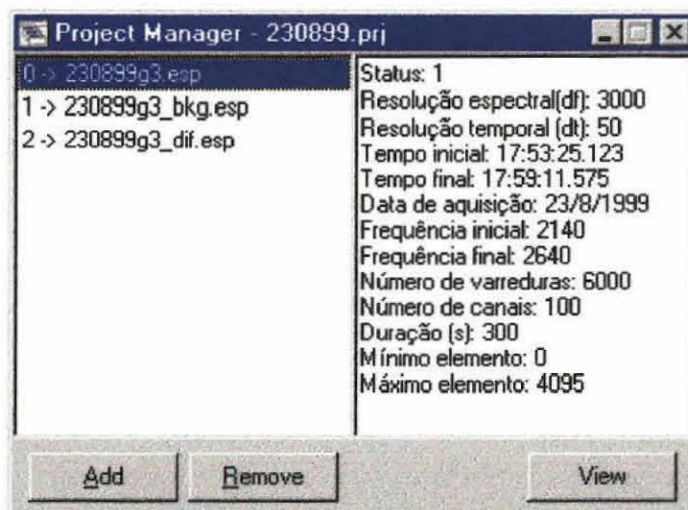 Project Manager - 230899.prj
0 -> 230899g3.esp
1 -> 230899g3_bkg.esp
2 -> 230899g3_dif.esp
Status: 1
Resolução espectral(df): 3000
Resolução temporal (dt): 50
Tempo inicial: 17:53:25.123
Tempo final: 17:59:11.575
Data de aquisição: 23/8/1999
Frequência inicial: 2140
Frequência final: 2640
Número de varreduras: 6000
Número de canais: 100
Duração (s): 300
Mínimo elemento: 0
Máximo elemento: 4095
Add
Remove
View